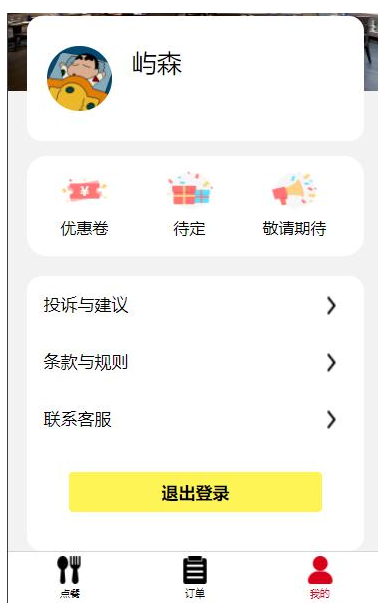 屿森
¥
优惠卷 待定 敬请期待
投诉与建议
条款与规则
联系客服
退出登录
点餐 订单 我的